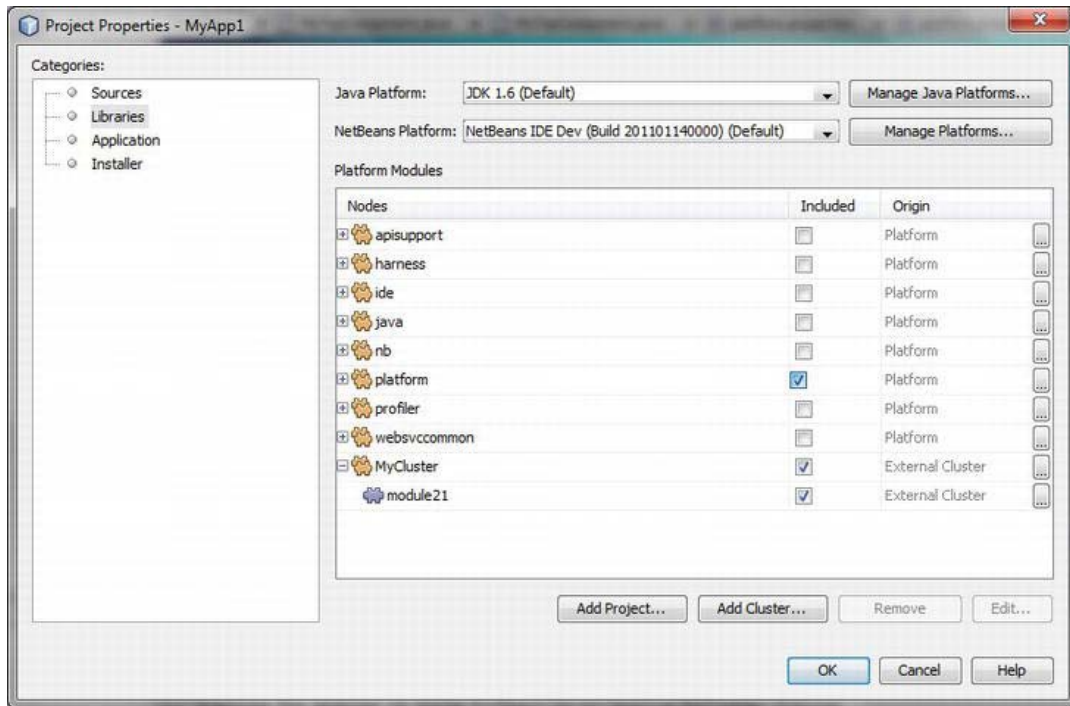 Project Properties - MyApp1
Categories:
Sources
Libraries
Application
Installer
Java Platform: JDK 1.6 (Default) Manage Java Platforms...
NetBeans Platform: NetBeans IDE Dev (Build 201101140000) (Default) Manage Platforms...
Platform Modules
Nodes Included Origin
apisupport Platform ...
harness Platform ...
ide Platform ...
java Platform ...
nb Platform ...
platform Platform ...
profiler Platform ...
websvccommon Platform ...
MyCluster External Cluster ...
module21 External Cluster ...
Add Project... Add Cluster... Remove Edit...
OK Cancel Help